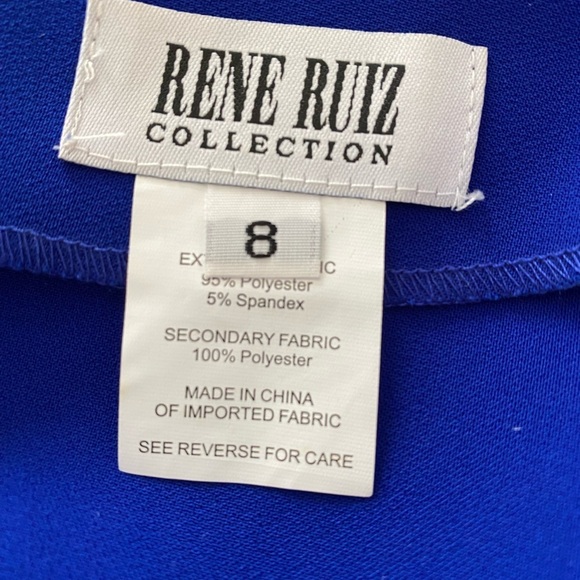 RENE RUIZ
COLLECTION
8
95% Polyester
5% Spandex
SECONDARY FABRIC
100% Polyester
MADE IN CHINA
OF IMPORTED FABRIC
SEE REVERSE FOR CARE